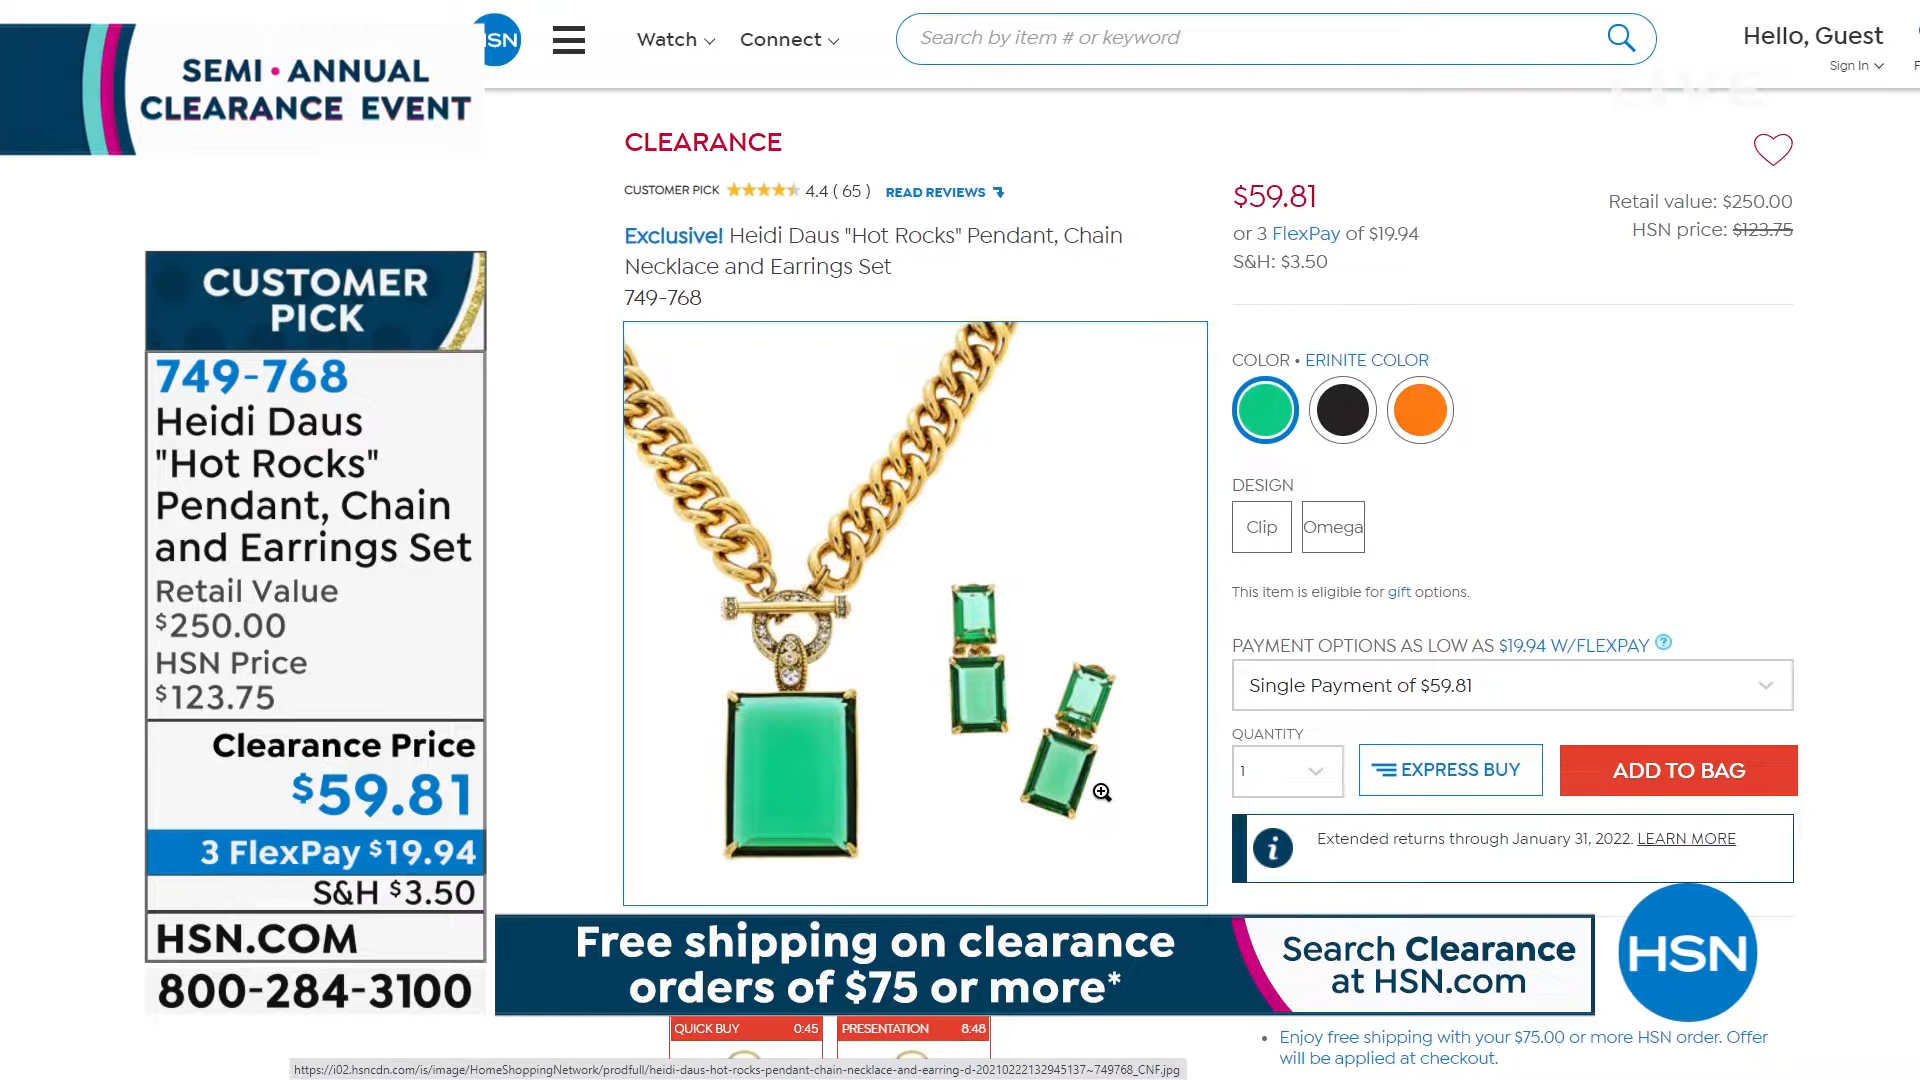 SEMI • ANNUAL
CLEARANCE EVENT
HSN
Watch
Connect
Search by item # or keyword
Hello, Guest
Sign In
LIVE
CLEARANCE
CUSTOMER PICK 4.4 ( 65 ) READ REVIEWS
Exclusive! Heidi Daus "Hot Rocks" Pendant, Chain
Necklace and Earrings Set
749-768
$59.81
or 3 FlexPay of $19.94
S&H: $3.50
Retail value: $250.00
HSN price: $123.75
COLOR • ERINITE COLOR
DESIGN
Clip
Omega
This item is eligible for gift options.
PAYMENT OPTIONS AS LOW AS $19.94 W/FLEXPAY ?
Single Payment of $59.81
QUANTITY
1
EXPRESS BUY
ADD TO BAG
i
Extended returns through January 31, 2022. LEARN MORE
CUSTOMER
PICK
749-768
Heidi Daus
"Hot Rocks"
Pendant, Chain
and Earrings Set
Retail Value
$250.00
HSN Price
$123.75
Clearance Price
$59.81
3 FlexPay $19.94
S&H $3.50
HSN.COM
800-284-3100
Free shipping on clearance
orders of $75 or more*
Search Clearance
at HSN.com
HSN
QUICK BUY 0:45
PRESENTATION 8:48
• Enjoy free shipping with your $75.00 or more HSN order. Offer
will be applied at checkout.
https://i02.hsncdn.com/is/image/HomeShoppingNetwork/prodfull/heidi-daus-hot-rocks-pendant-chain-necklace-and-earring-d-20210222132945137~749768_CNF.jpg